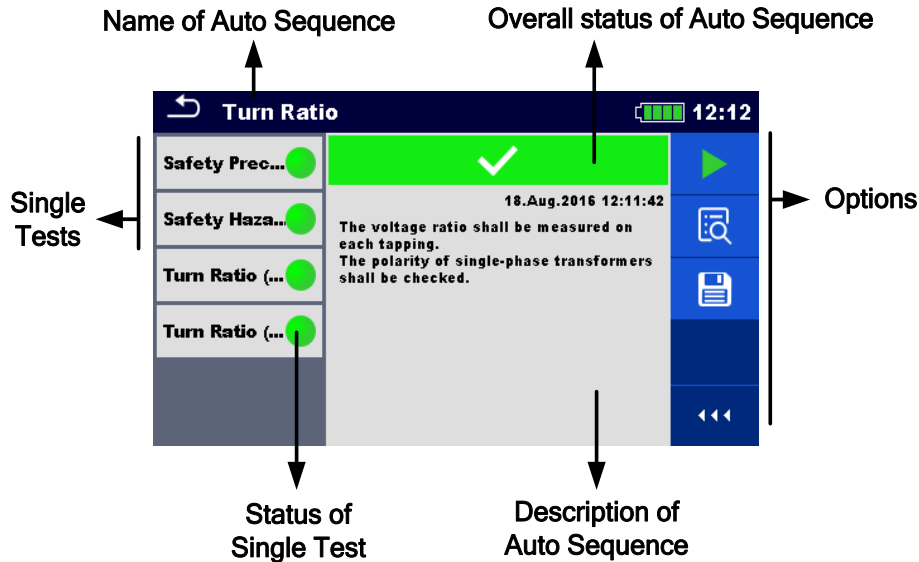 Name of Auto Sequence
Overall status of Auto Sequence
Turn Ratio
12:12
Safety Prec...
Safety Haza...
Turn Ratio (...
Turn Ratio (...
18.Aug.2016 12:11:42
The voltage ratio shall be measured on
each tapping.
The polarity of single-phase transformers
shall be checked.
Single
Tests
Options
Status of
Single Test
Description of
Auto Sequence